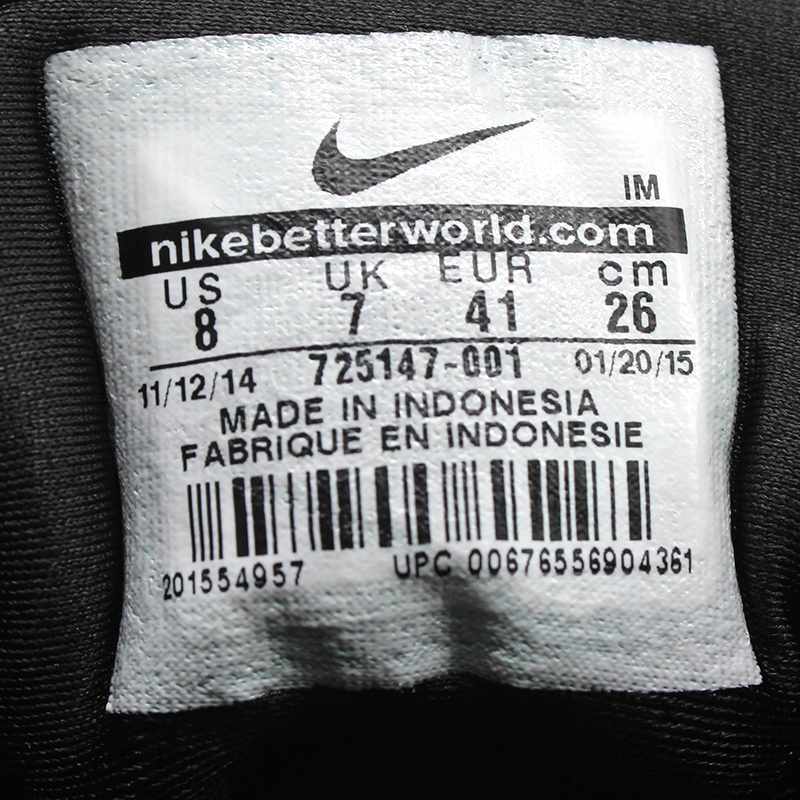 IM
nikebetterworld.com
US UK EUR cm
8 7 41 26
11/12/14 725147-001 01/20/15
MADE IN INDONESIA
FABRIQUE EN INDONESIE
201554957 UPC 00676556904361